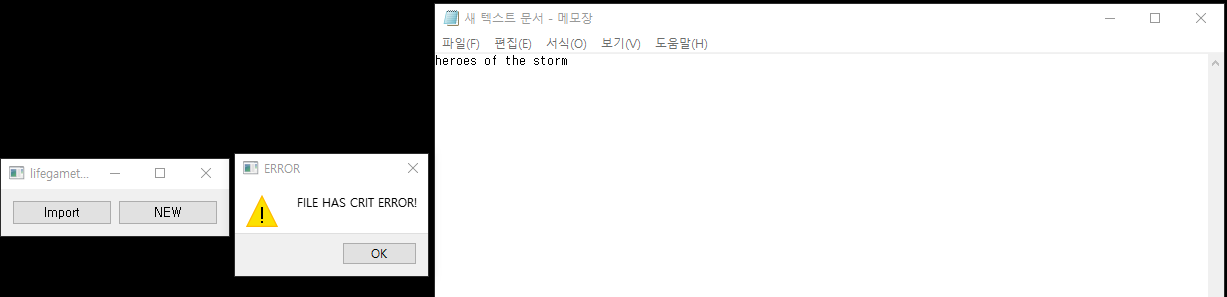 새 텍스트 문서 - 메모장
파일(F) 편집(E) 서식(O) 보기(V) 도움말(H)
heroes of the storm
lifegamet...
Import NEW
ERROR
FILE HAS CRIT ERROR!
OK